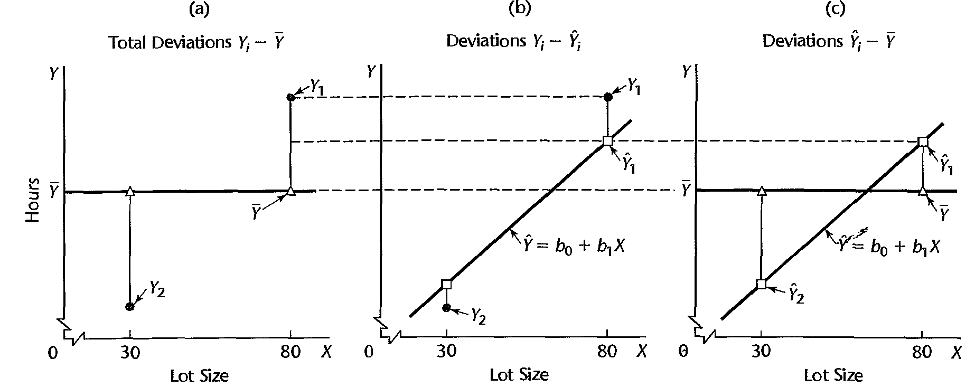 (a)
Total Deviations Yᵢ − Ȳ
Y
Y₁
Ȳ
Ȳ
Hours
Y₂
0
30
80
X
Lot Size
(b)
Deviations Yᵢ − Ŷᵢ
Y
Y₁
Ŷ₁
Ŷ = b₀ + b₁X
Y₂
0
30
80
X
Lot Size
(c)
Deviations Ŷᵢ − Ȳ
Y
Ŷ₁
Ȳ
Ȳ
Ŷ = b₀ + b₁X
Ŷ₂
0
30
80
X
Lot Size